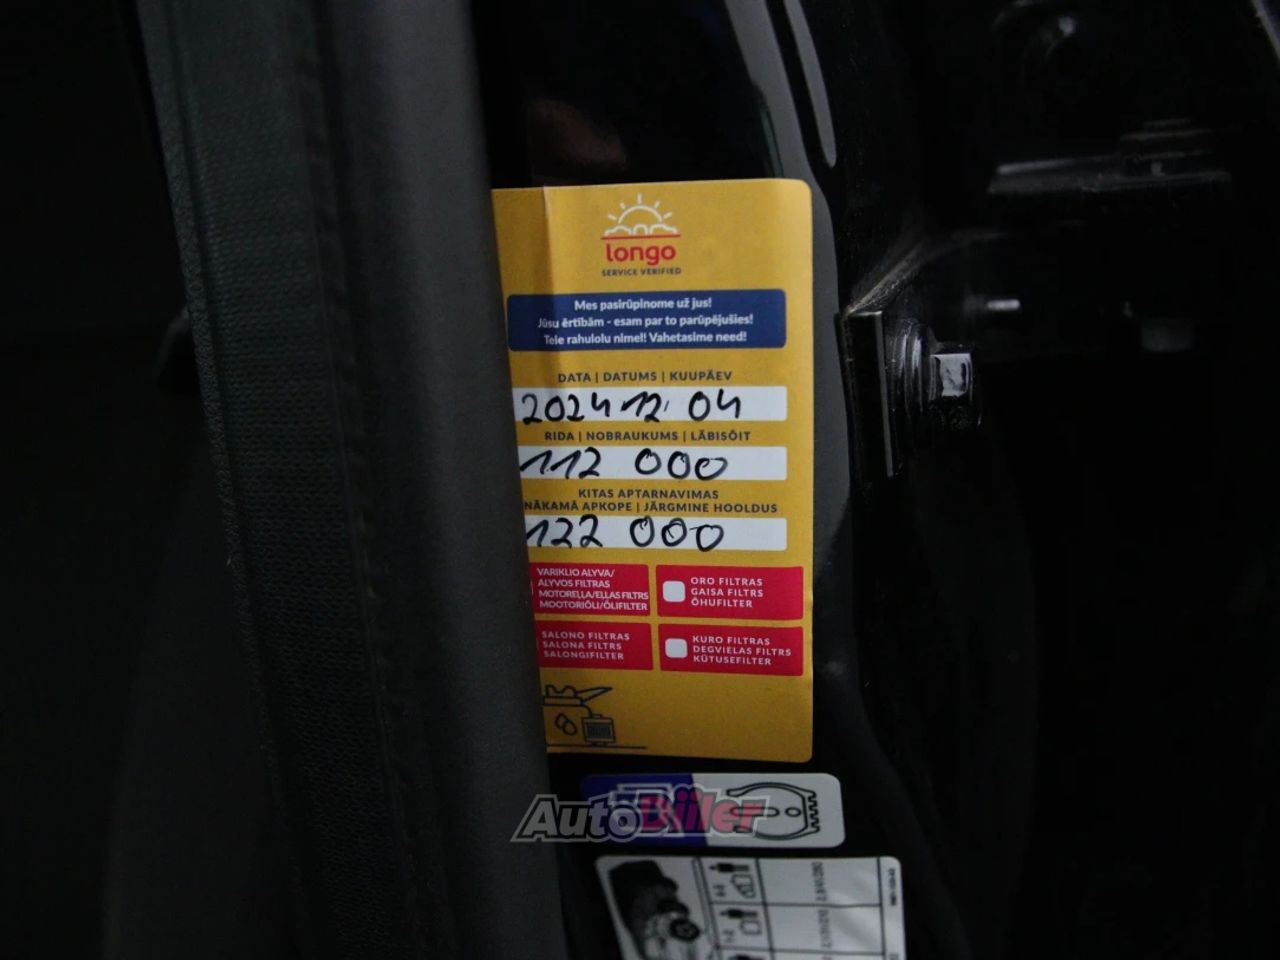 longo
SERVICE VERIFIED
Mes pasirūpinome už jus!
Jūsu ērtībām - esam par to parūpējušies!
Teie rahulolu nimel! Vahetasime need!
DATA | DATUMS | KUUPÄEV
2024 12. 04
RIDA | NOBRAUKUMS | LÄBISÕIT
112 000
KITAS APTARNAVIMAS
NĀKAMĀ APKOPE | JÄRGMINE HOOLDUS
122 000
VARIKLIO ALYVA/
ALYVOS FILTRAS
MOTOREĻĻA/EĻĻAS FILTRS
MOOTORIÕLI/ÕLIFILTER
ORO FILTRAS
GAISA FILTRS
ÕHUFILTER
SALONO FILTRAS
SALONA FILTRS
SALONGIFILTER
KURO FILTRAS
DEGVIELAS FILTRS
KÜTUSEFILTER
AutoBiiler